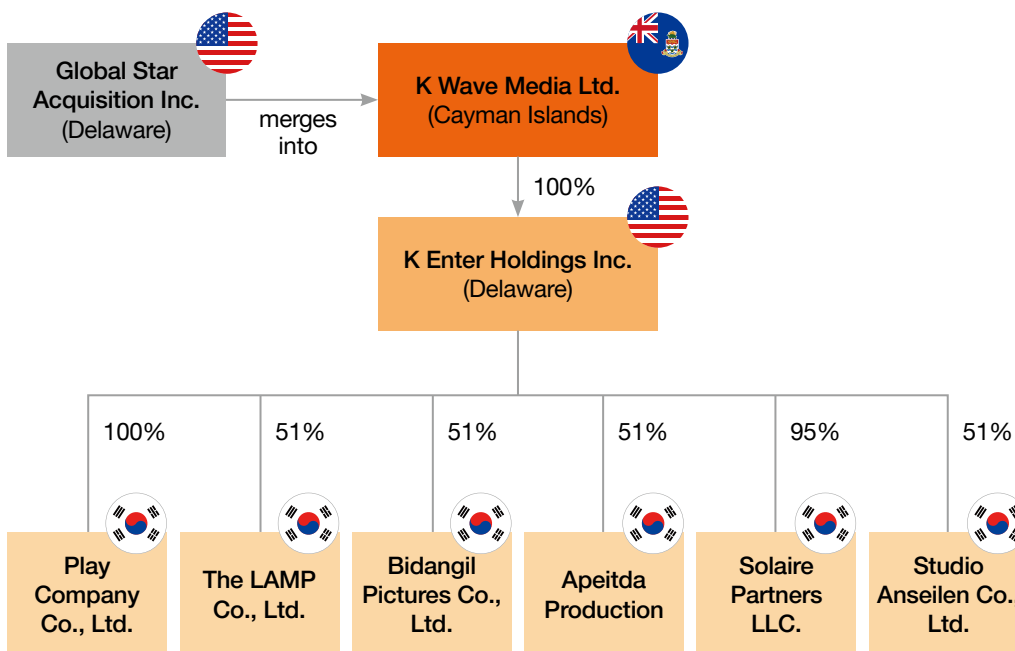 Global Star
Acquisition Inc.
(Delaware)
merges
into
K Wave Media Ltd.
(Cayman Islands)
100%
K Enter Holdings Inc.
(Delaware)
100%
51%
51%
51%
95%
51%
Play
Company
Co., Ltd.
The LAMP
Co., Ltd.
Bidangil
Pictures Co.,
Ltd.
Apeitda
Production
Solaire
Partners
LLC.
Studio
Anseilen Co.
Ltd.